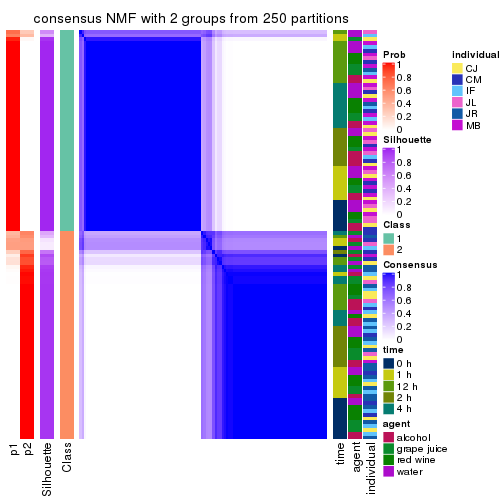 consensus NMF with 2 groups from 250 partitions
Prob
1
0.8
0.6
0.4
0.2
0
Silhouette
1
0.8
0.6
0.4
0.2
0
Class
1
2
Consensus
1
0.8
0.6
0.4
0.2
0
time
0 h
1 h
12 h
2 h
4 h
agent
alcohol
grape juice
red wine
water
individual
CJ
CM
IF
JL
JR
MB
p1
p2
Silhouette
Class
time
agent
individual